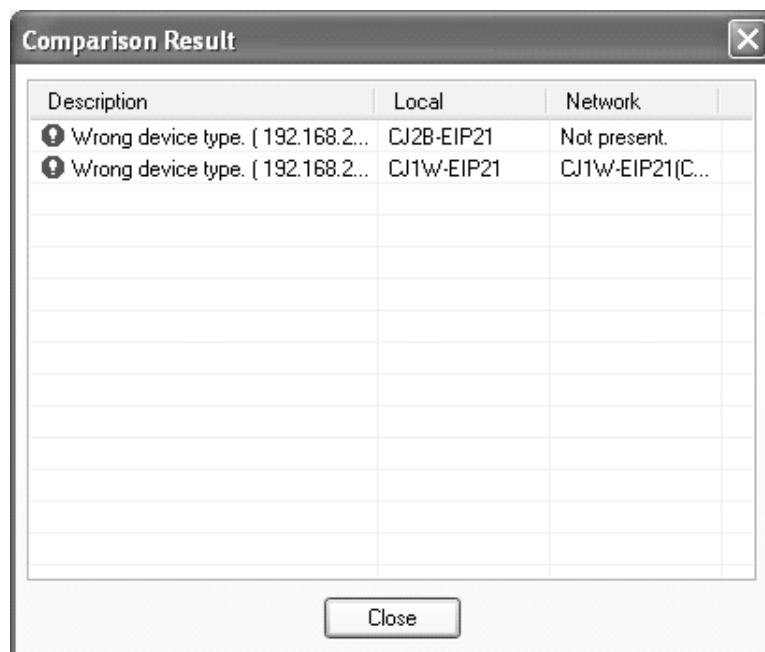 Comparison Result
Description Local Network
Wrong device type. ( 192.168.2... CJ2B-EIP21 Not present.
Wrong device type. ( 192.168.2... CJ1W-EIP21 CJ1W-EIP21(C...
Close